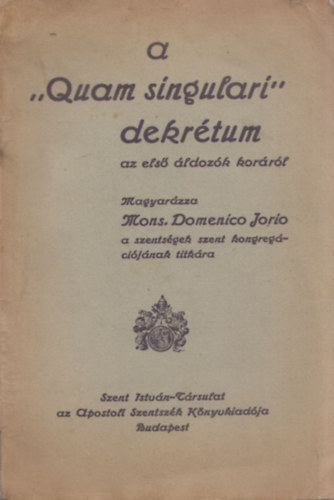 a
„Quam singulari"
dekrétum
az első áldozók koráról
Magyarázza
Mons. Domenico Jorio
a szentségek szent kongregá-
ciójának titkára
Szent István-Társulat
az Apostoli Szentszék Könyvkiadója
Budapest